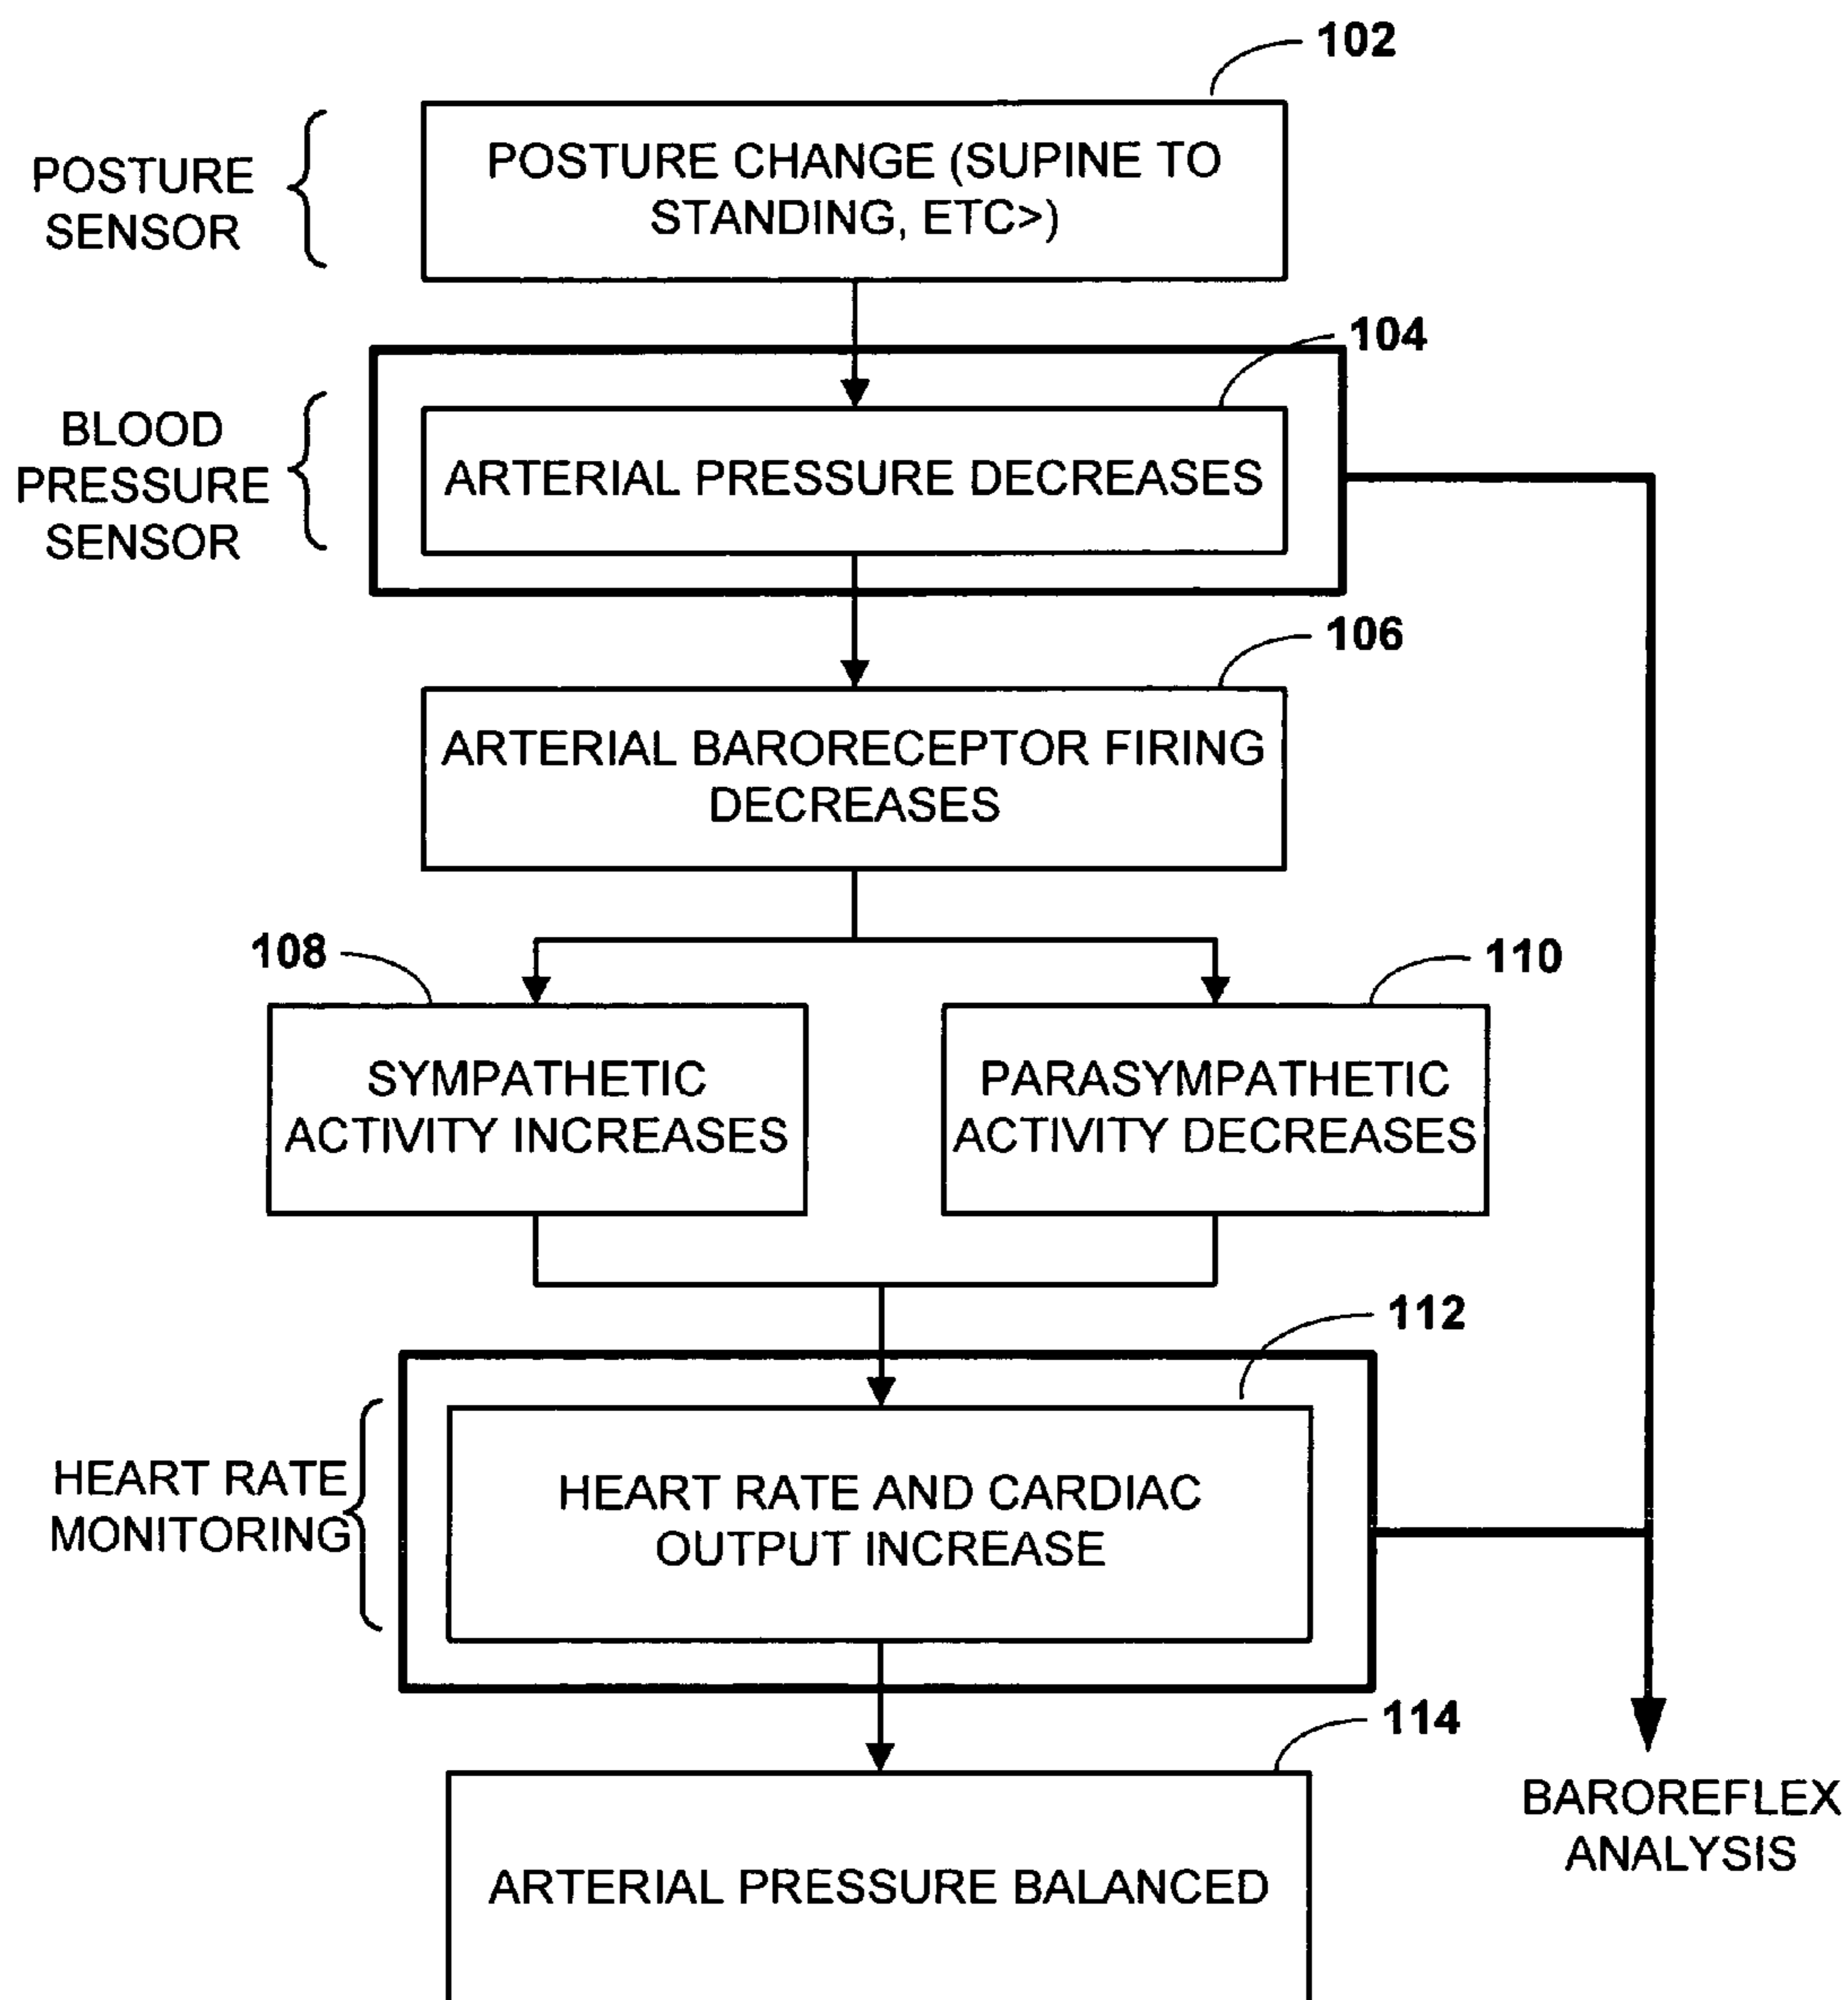 102
POSTURE CHANGE (SUPINE TO
STANDING, ETC>)
POSTURE
SENSOR
104
ARTERIAL PRESSURE DECREASES
BLOOD
PRESSURE
SENSOR
106
ARTERIAL BARORECEPTOR FIRING
DECREASES
108
SYMPATHETIC
ACTIVITY INCREASES
110
PARASYMPATHETIC
ACTIVITY DECREASES
112
HEART RATE AND CARDIAC
OUTPUT INCREASE
HEART RATE
MONITORING
114
ARTERIAL PRESSURE BALANCED
BAROREFLEX
ANALYSIS